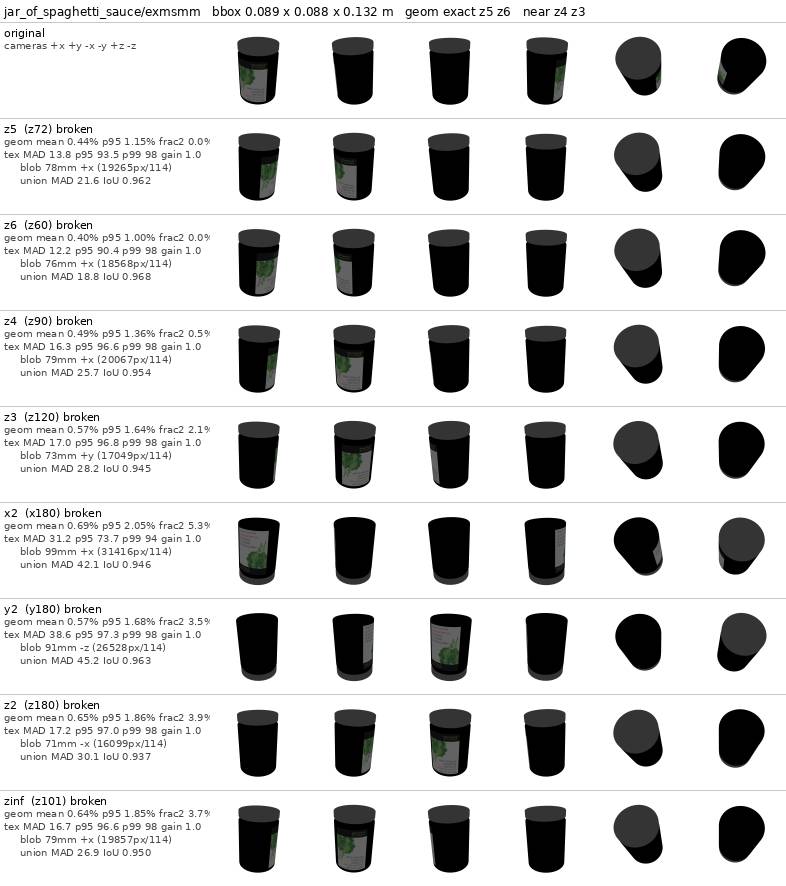 jar_of_spaghetti_sauce/exmsmm bbox 0.089 x 0.088 x 0.132 m geom exact z5 z6 near z4 z3
original
cameras +x +y -x -y +z -z
z5 (z72) broken
geom mean 0.44% p95 1.15% frac2 0.0%
tex MAD 13.8 p95 93.5 p99 98 gain 1.0
blob 78mm +x (19265px/114)
union MAD 21.6 IoU 0.962
z6 (z60) broken
geom mean 0.40% p95 1.00% frac2 0.0%
tex MAD 12.2 p95 90.4 p99 98 gain 1.0
blob 76mm +x (18568px/114)
union MAD 18.8 IoU 0.968
z4 (z90) broken
geom mean 0.49% p95 1.36% frac2 0.5%
tex MAD 16.3 p95 96.6 p99 98 gain 1.0
blob 79mm +x (20067px/114)
union MAD 25.7 IoU 0.954
z3 (z120) broken
geom mean 0.57% p95 1.64% frac2 2.1%
tex MAD 17.0 p95 96.8 p99 98 gain 1.0
blob 73mm +y (17049px/114)
union MAD 28.2 IoU 0.945
x2 (x180) broken
geom mean 0.69% p95 2.05% frac2 5.3%
tex MAD 31.2 p95 73.7 p99 94 gain 1.0
blob 99mm +x (31416px/114)
union MAD 42.1 IoU 0.946
y2 (y180) broken
geom mean 0.57% p95 1.68% frac2 3.5%
tex MAD 38.6 p95 97.3 p99 98 gain 1.0
blob 91mm -z (26528px/114)
union MAD 45.2 IoU 0.963
z2 (z180) broken
geom mean 0.65% p95 1.86% frac2 3.9%
tex MAD 17.2 p95 97.0 p99 98 gain 1.0
blob 71mm -x (16099px/114)
union MAD 30.1 IoU 0.937
zinf (z101) broken
geom mean 0.64% p95 1.85% frac2 3.7%
tex MAD 16.7 p95 96.6 p99 98 gain 1.0
blob 79mm +x (19857px/114)
union MAD 26.9 IoU 0.950